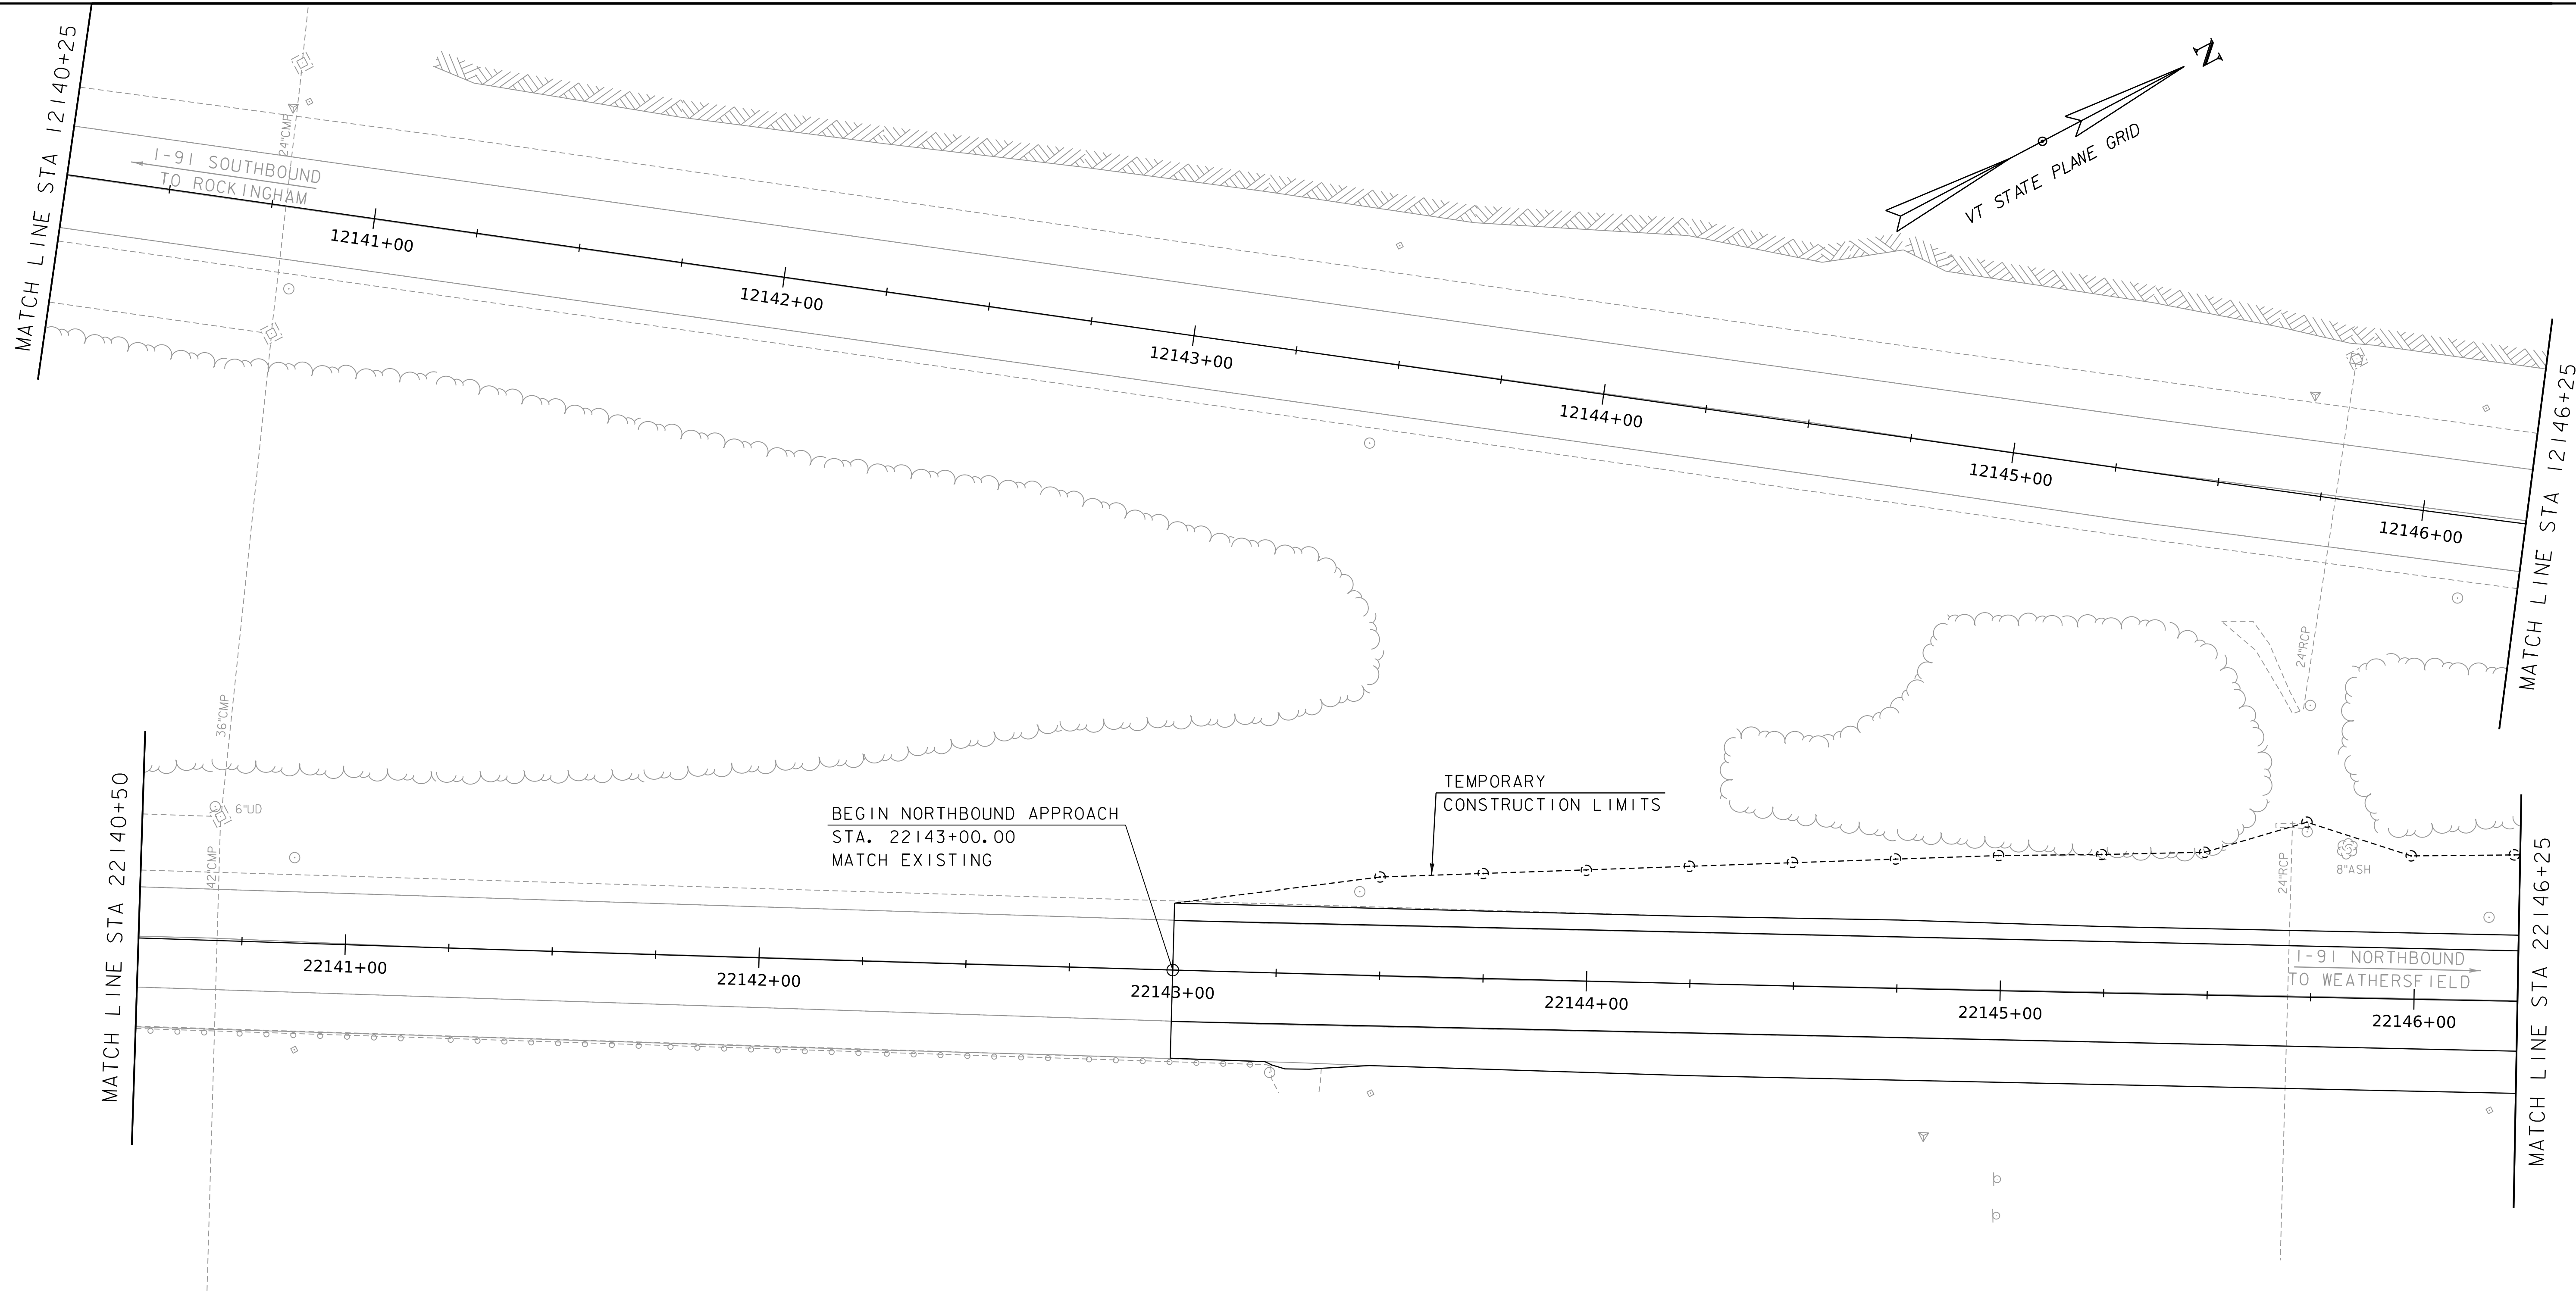 MATCH LINE STA 12140+25
24"CMP
I-91 SOUTHBOUND
TO ROCKINGHAM
N
VT STATE PLANE GRID
12141+00
12142+00
12143+00
12144+00
12145+00
12146+00
MATCH LINE STA 12146+25
24"RCP
36"CMP
MATCH LINE STA 22140+50
6"UD
42"CMP
BEGIN NORTHBOUND APPROACH
STA. 22143+00.00
MATCH EXISTING
TEMPORARY
CONSTRUCTION LIMITS
24"RCP
8"ASH
I-91 NORTHBOUND
TO WEATHERSFIELD
22141+00
22142+00
22143+00
22144+00
22145+00
22146+00
MATCH LINE STA 22146+25